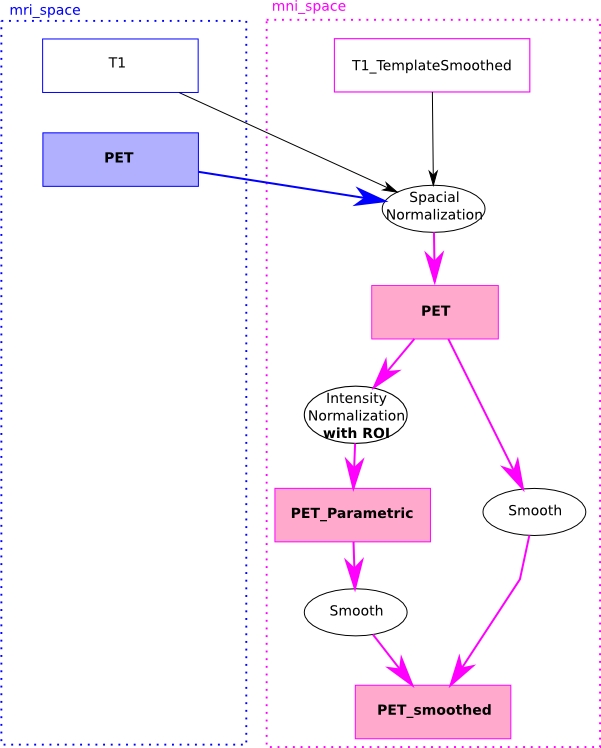 mri_space
mni_space
T1
T1_TemplateSmoothed
PET
Spacial
Normalization
PET
Intensity
Normalization
with ROI
PET_Parametric
Smooth
Smooth
PET_smoothed